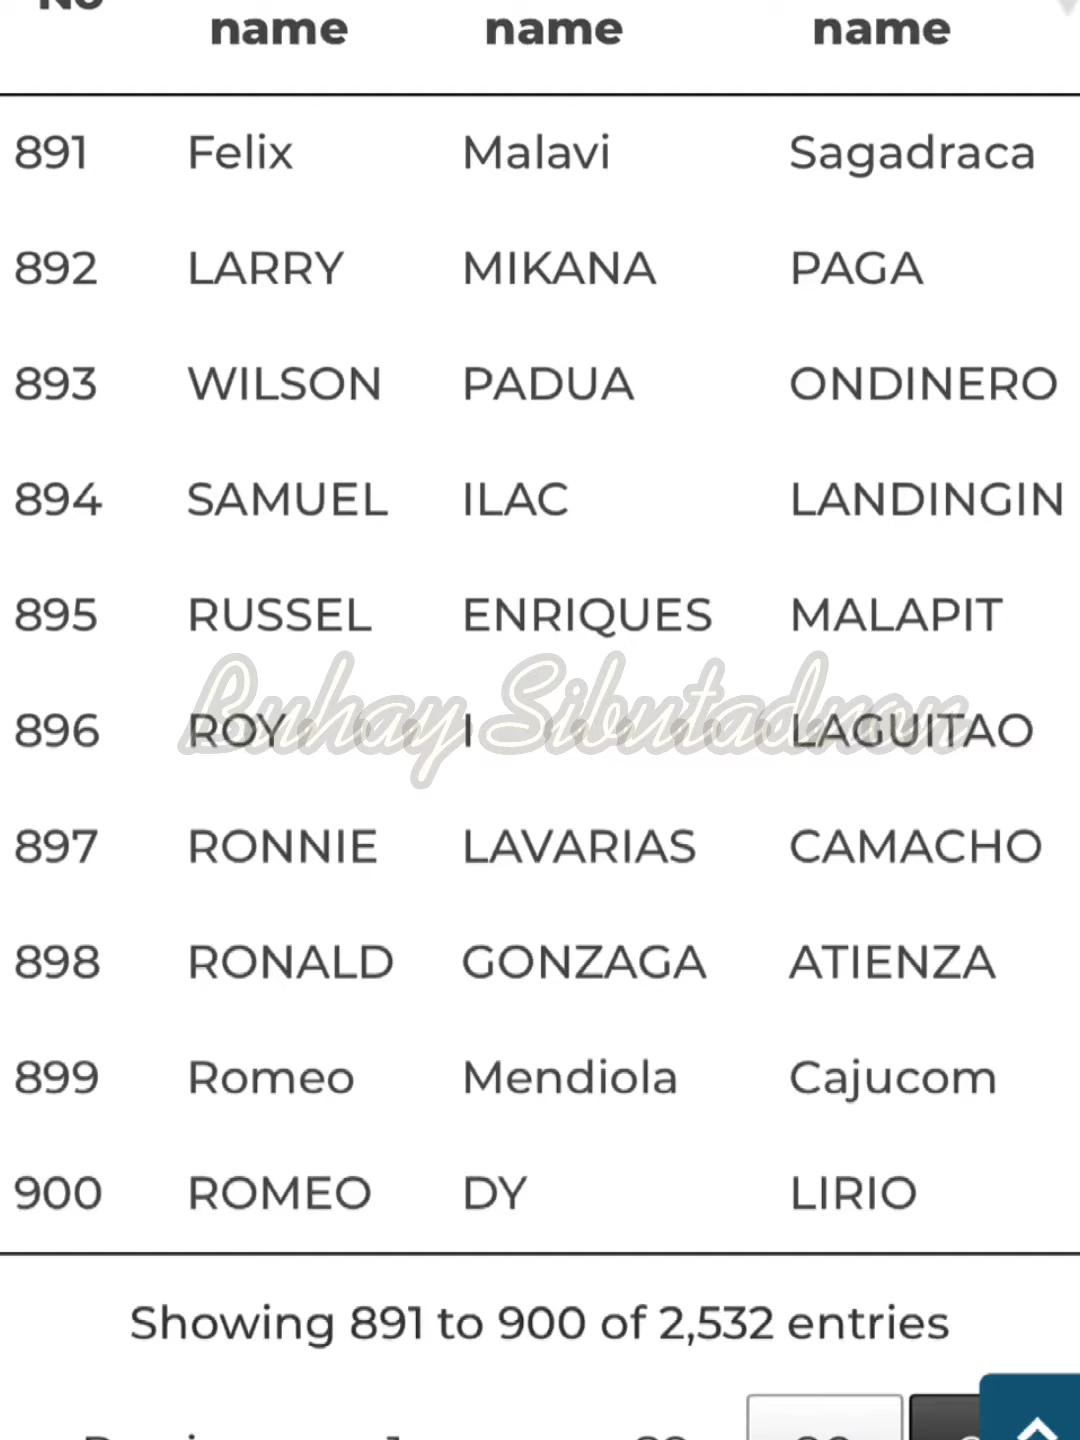 No
name name name
891 Felix Malavi Sagadraca
892 LARRY MIKANA PAGA
893 WILSON PADUA ONDINERO
894 SAMUEL ILAC LANDINGIN
895 RUSSEL ENRIQUES MALAPIT
Buhay Sibutadnon
896 ROY I LAGUITAO
897 RONNIE LAVARIAS CAMACHO
898 RONALD GONZAGA ATIENZA
899 Romeo Mendiola Cajucom
900 ROMEO DY LIRIO
Showing 891 to 900 of 2,532 entries